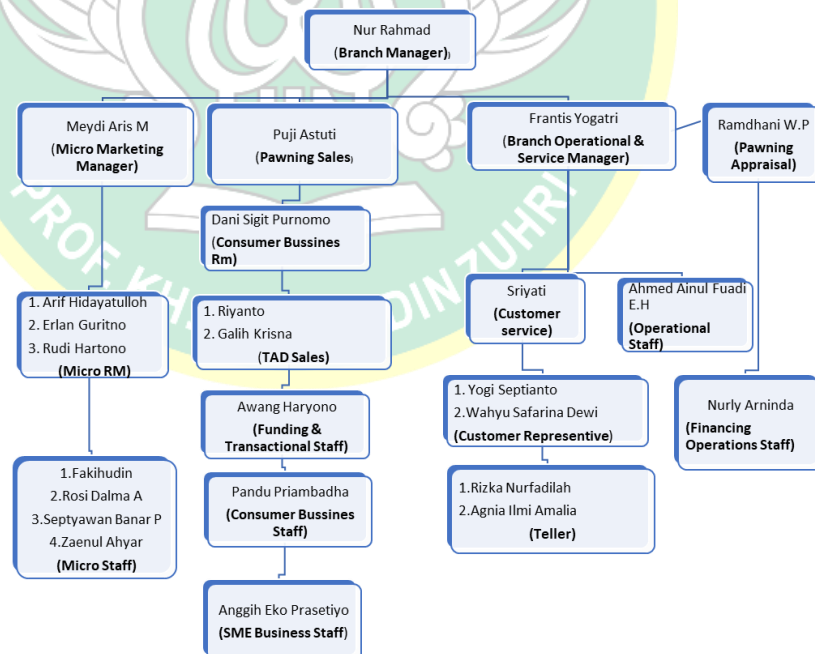 Nur Rahmad
(Branch Manager))
Meydi Aris M
(Micro Marketing
Manager)
Puji Astuti
(Pawning Sales)
Frantis Yogatri
(Branch Operational &
Service Manager)
Ramdhani W.P
(Pawning
Appraisal)
Dani Sigit Purnomo
(Consumer Bussines
Rm)
Sriyati
(Customer
service)
Ahmed Ainul Fuadi
E.H
(Operational
Staff)
1. Arif Hidayatulloh
2. Erlan Guritno
3. Rudi Hartono
(Micro RM)
1. Riyanto
2. Galih Krisna
(TAD Sales)
Awang Haryono
(Funding &
Transactional Staff)
1. Yogi Septianto
2.Wahyu Safarina Dewi
(Customer Representive)
Nurly Arninda
(Financing
Operations Staff)
1.Fakihudin
2.Rosi Dalma A
3.Septyawan Banar P
4.Zaenul Ahyar
(Micro Staff)
Pandu Priambadha
(Consumer Bussines
Staff)
1.Rizka Nurfadilah
2.Agnia Ilmi Amalia
(Teller)
Anggih Eko Prasetiyo
(SME Business Staff)
PROF. KH.
DIN ZUHRI